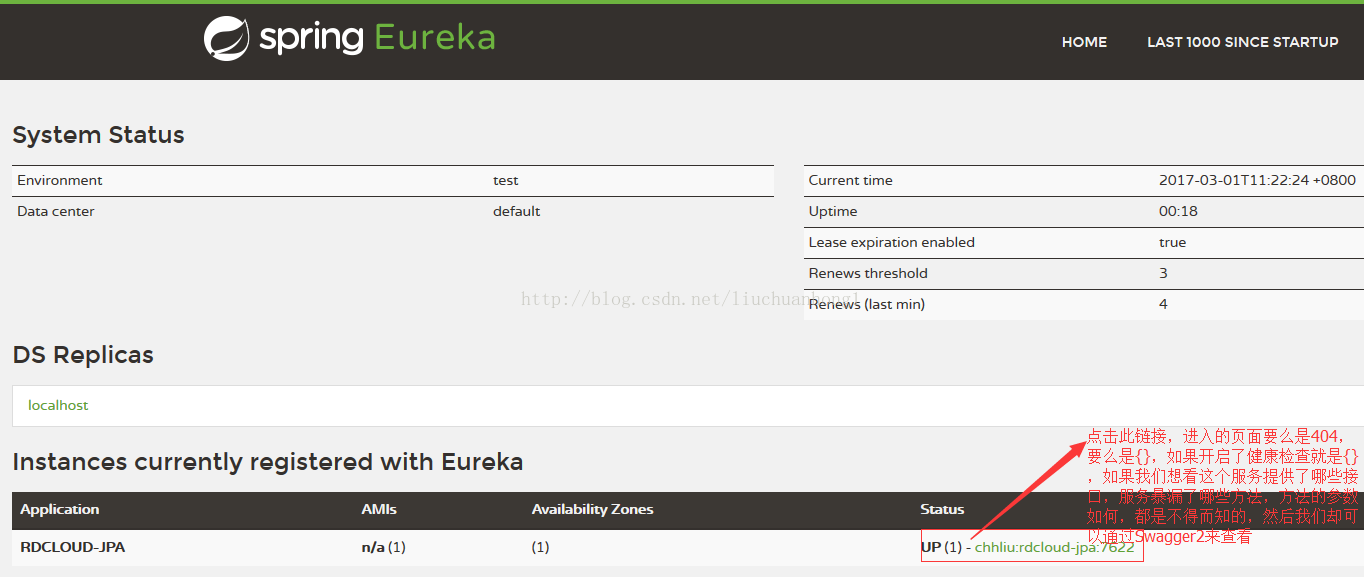 spring Eureka
HOME LAST 1000 SINCE STARTUP
System Status
Environment test
Data center default
Current time 2017-03-01T11:22:24 +0800
Uptime 00:18
Lease expiration enabled true
Renews threshold 3
Renews (last min) 4
http://blog.csdn.net/liuchuanhong1
DS Replicas
localhost
Instances currently registered with Eureka
Application AMIs Availability Zones Status
RDCLOUD-JPA n/a (1) (1) UP (1) - chhliu:rdcloud-jpa:7622
点击此链接，进入的页面要么是404，
要么是{}，如果开启了健康检查就是{}
，如果我们想看这个服务提供了哪些接
口，服务暴漏了哪些方法，方法的参数
如何，都是不得而知的，然后我们却可
以通过Swagger2来查看